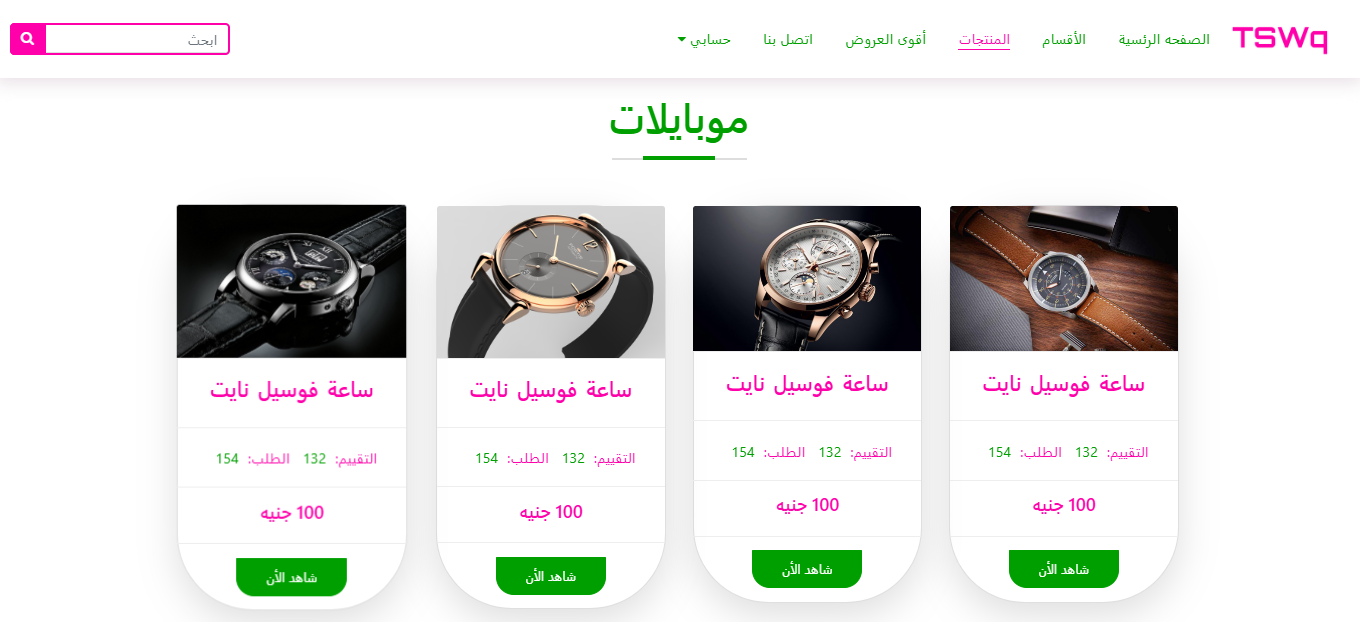 TSWq
الصفحه الرئسية الأقسام المنتجات أقوى العروض اتصل بنا حسابي
ابحث
موبايلات
ساعة فوسيل نايت
التقييم: 132 الطلب: 154
100 جنيه
شاهد الأن
ساعة فوسيل نايت
التقييم: 132 الطلب: 154
100 جنيه
شاهد الأن
ساعة فوسيل نايت
التقييم: 132 الطلب: 154
100 جنيه
شاهد الأن
ساعة فوسيل نايت
التقييم: 132 الطلب: 154
100 جنيه
شاهد الأن